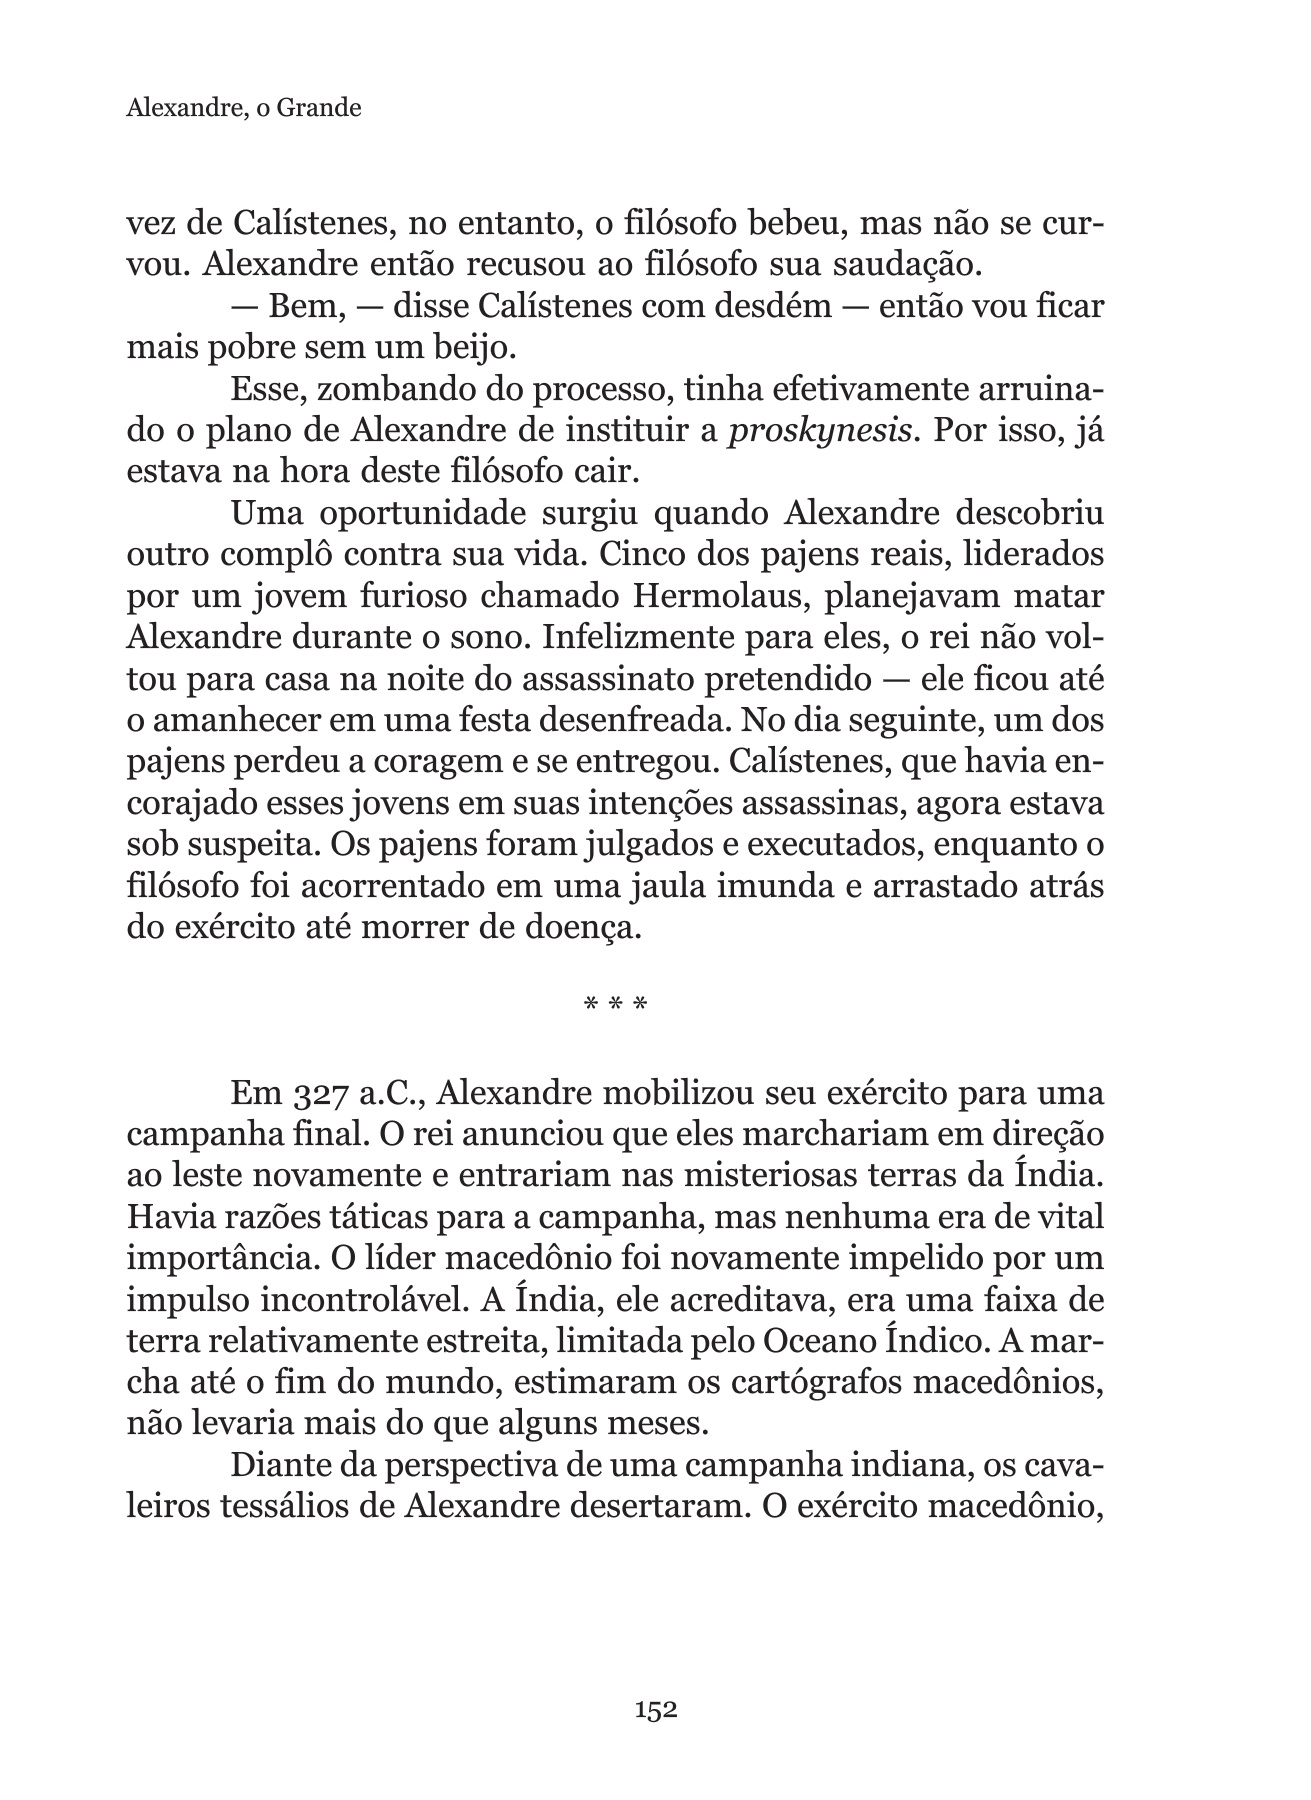 Alexandre, o Grande
vez de Calístenes, no entanto, o filósofo bebeu, mas não se cur-
vou. Alexandre então recusou ao filósofo sua saudação.
— Bem, — disse Calístenes com desdém — então vou ficar
mais pobre sem um beijo.
Esse, zombando do processo, tinha efetivamente arruina-
do o plano de Alexandre de instituir a proskynesis. Por isso, já
estava na hora deste filósofo cair.
Uma oportunidade surgiu quando Alexandre descobriu
outro complô contra sua vida. Cinco dos pajens reais, liderados
por um jovem furioso chamado Hermolaus, planejavam matar
Alexandre durante o sono. Infelizmente para eles, o rei não vol-
tou para casa na noite do assassinato pretendido — ele ficou até
o amanhecer em uma festa desenfreada. No dia seguinte, um dos
pajens perdeu a coragem e se entregou. Calístenes, que havia en-
corajado esses jovens em suas intenções assassinas, agora estava
sob suspeita. Os pajens foram julgados e executados, enquanto o
filósofo foi acorrentado em uma jaula imunda e arrastado atrás
do exército até morrer de doença.
* * *
Em 327 a.C., Alexandre mobilizou seu exército para uma
campanha final. O rei anunciou que eles marchariam em direção
ao leste novamente e entrariam nas misteriosas terras da Índia.
Havia razões táticas para a campanha, mas nenhuma era de vital
importância. O líder macedônio foi novamente impelido por um
impulso incontrolável. A Índia, ele acreditava, era uma faixa de
terra relativamente estreita, limitada pelo Oceano Índico. A mar-
cha até o fim do mundo, estimaram os cartógrafos macedônios,
não levaria mais do que alguns meses.
Diante da perspectiva de uma campanha indiana, os cava-
leiros tessálios de Alexandre desertaram. O exército macedônio,
152